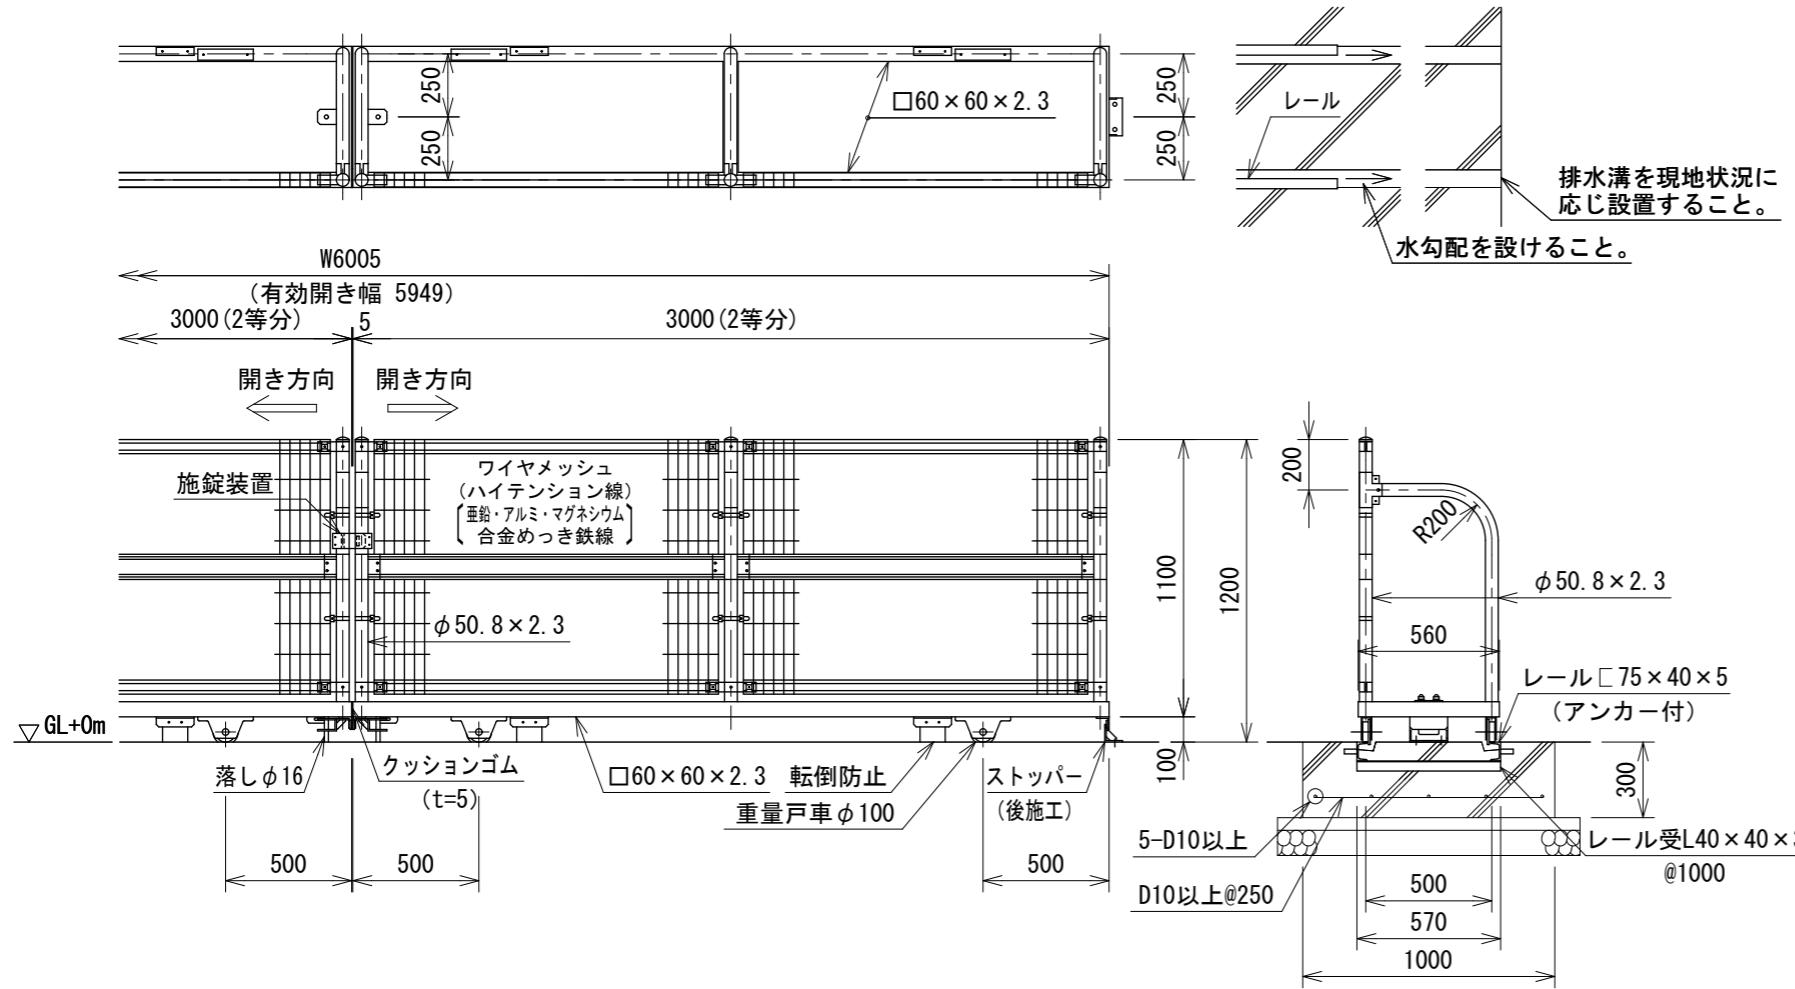 250
250
□60×60×2.3
250
250
レール
排水溝を現地状況に
応じ設置すること。
水勾配を設けること。
W6005
(有効開き幅 5949)
3000(2等分)
5
3000(2等分)
開き方向
開き方向
施錠装置
ワイヤメッシュ
(ハイテンション線)
亜鉛・アルミ・マグネシウム
合金めっき鉄線
φ50.8×2.3
1100
1200
100
200
R200
φ50.8×2.3
560
レール[75×40×5
(アンカー付)
▽ GL+0m
落しφ16
クッションゴム
(t=5)
□60×60×2.3
転倒防止
重量戸車φ100
ストッパー
(後施工)
500
500
500
300
5-D10以上
D10以上@250
レール受L40×40×
@1000
500
570
1000